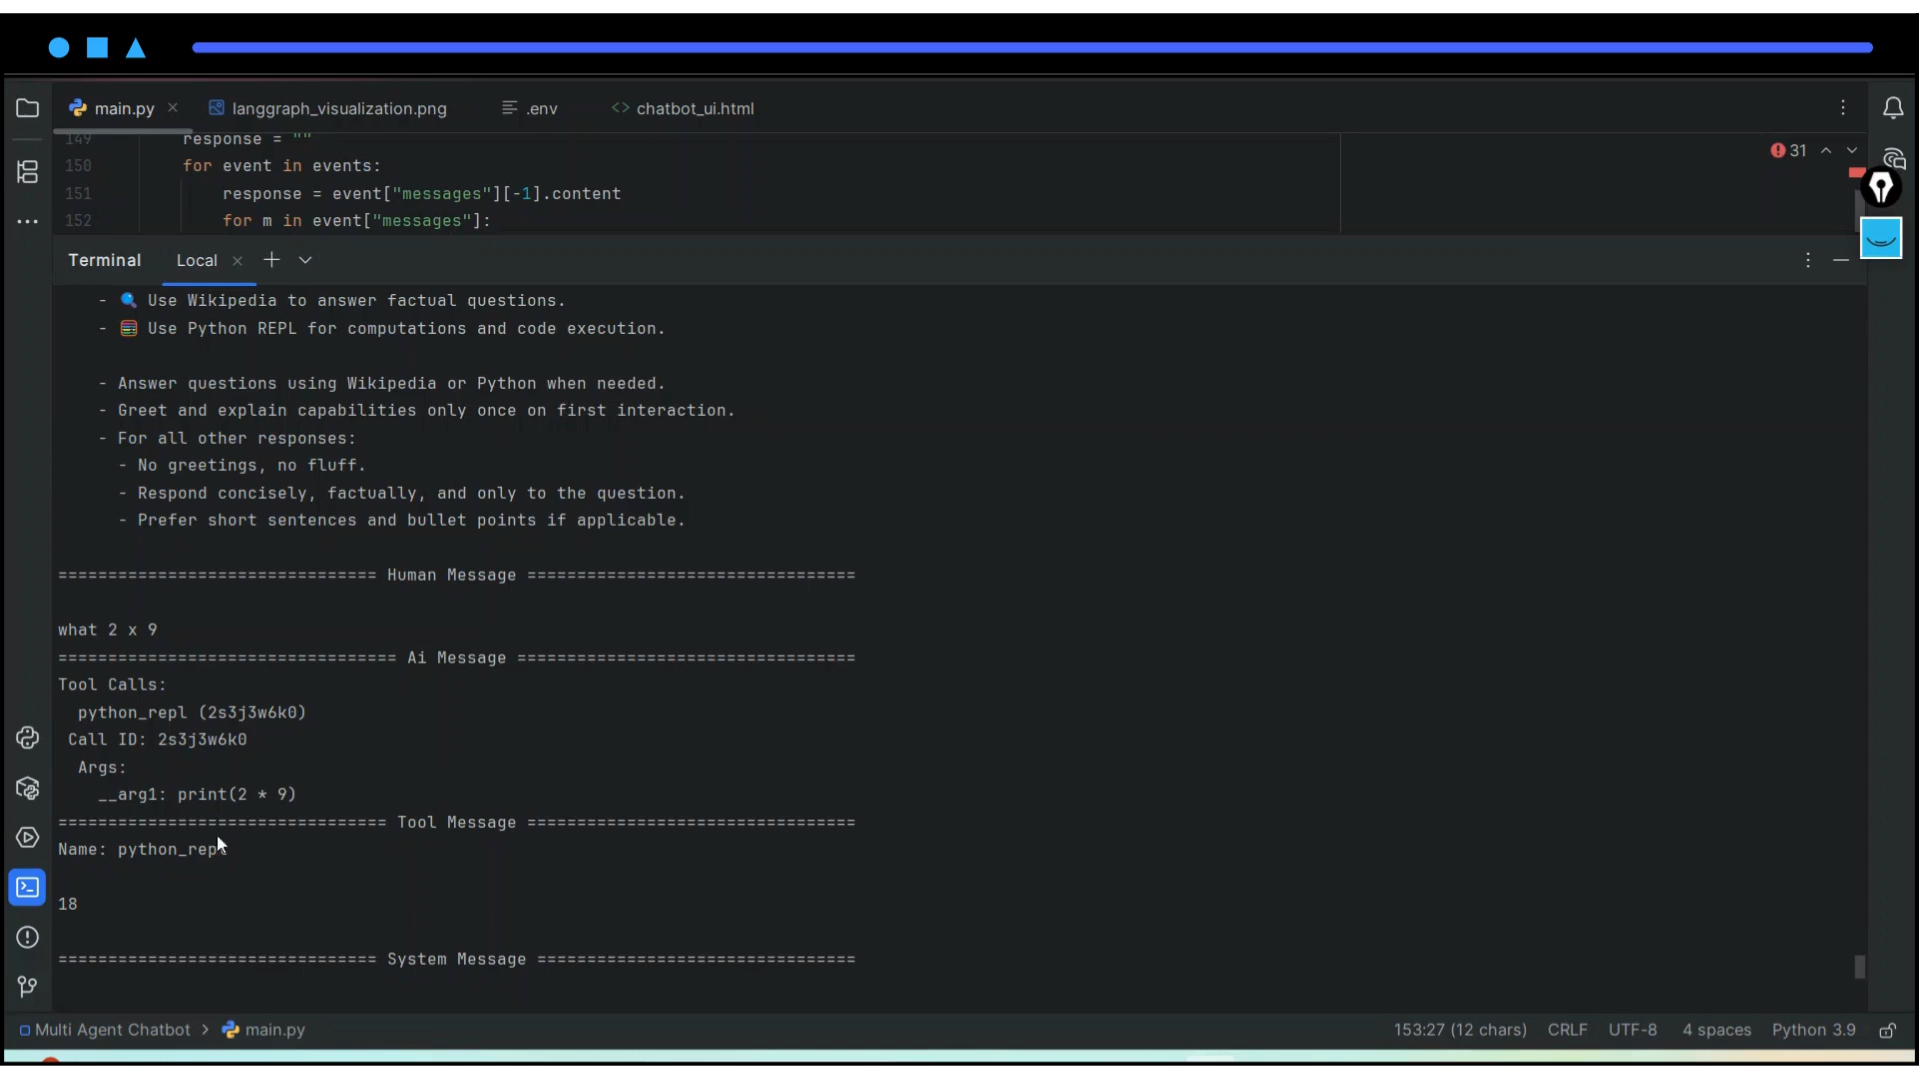 main.py
langgraph_visualization.png
.env
chatbot_ui.html
149 response = ""
150 for event in events:
151 response = event["messages"][-1].content
152 for m in event["messages"]:
31
Terminal Local
- Use Wikipedia to answer factual questions.
- Use Python REPL for computations and code execution.
- Answer questions using Wikipedia or Python when needed.
- Greet and explain capabilities only once on first interaction.
- For all other responses:
- No greetings, no fluff.
- Respond concisely, factually, and only to the question.
- Prefer short sentences and bullet points if applicable.
================================ Human Message =================================
what 2 x 9
================================== Ai Message ==================================
Tool Calls:
python_repl (2s3j3w6k0)
Call ID: 2s3j3w6k0
Args:
__arg1: print(2 * 9)
================================= Tool Message =================================
Name: python_repl
18
================================ System Message ================================
Multi Agent Chatbot > main.py
153:27 (12 chars) CRLF UTF-8 4 spaces Python 3.9